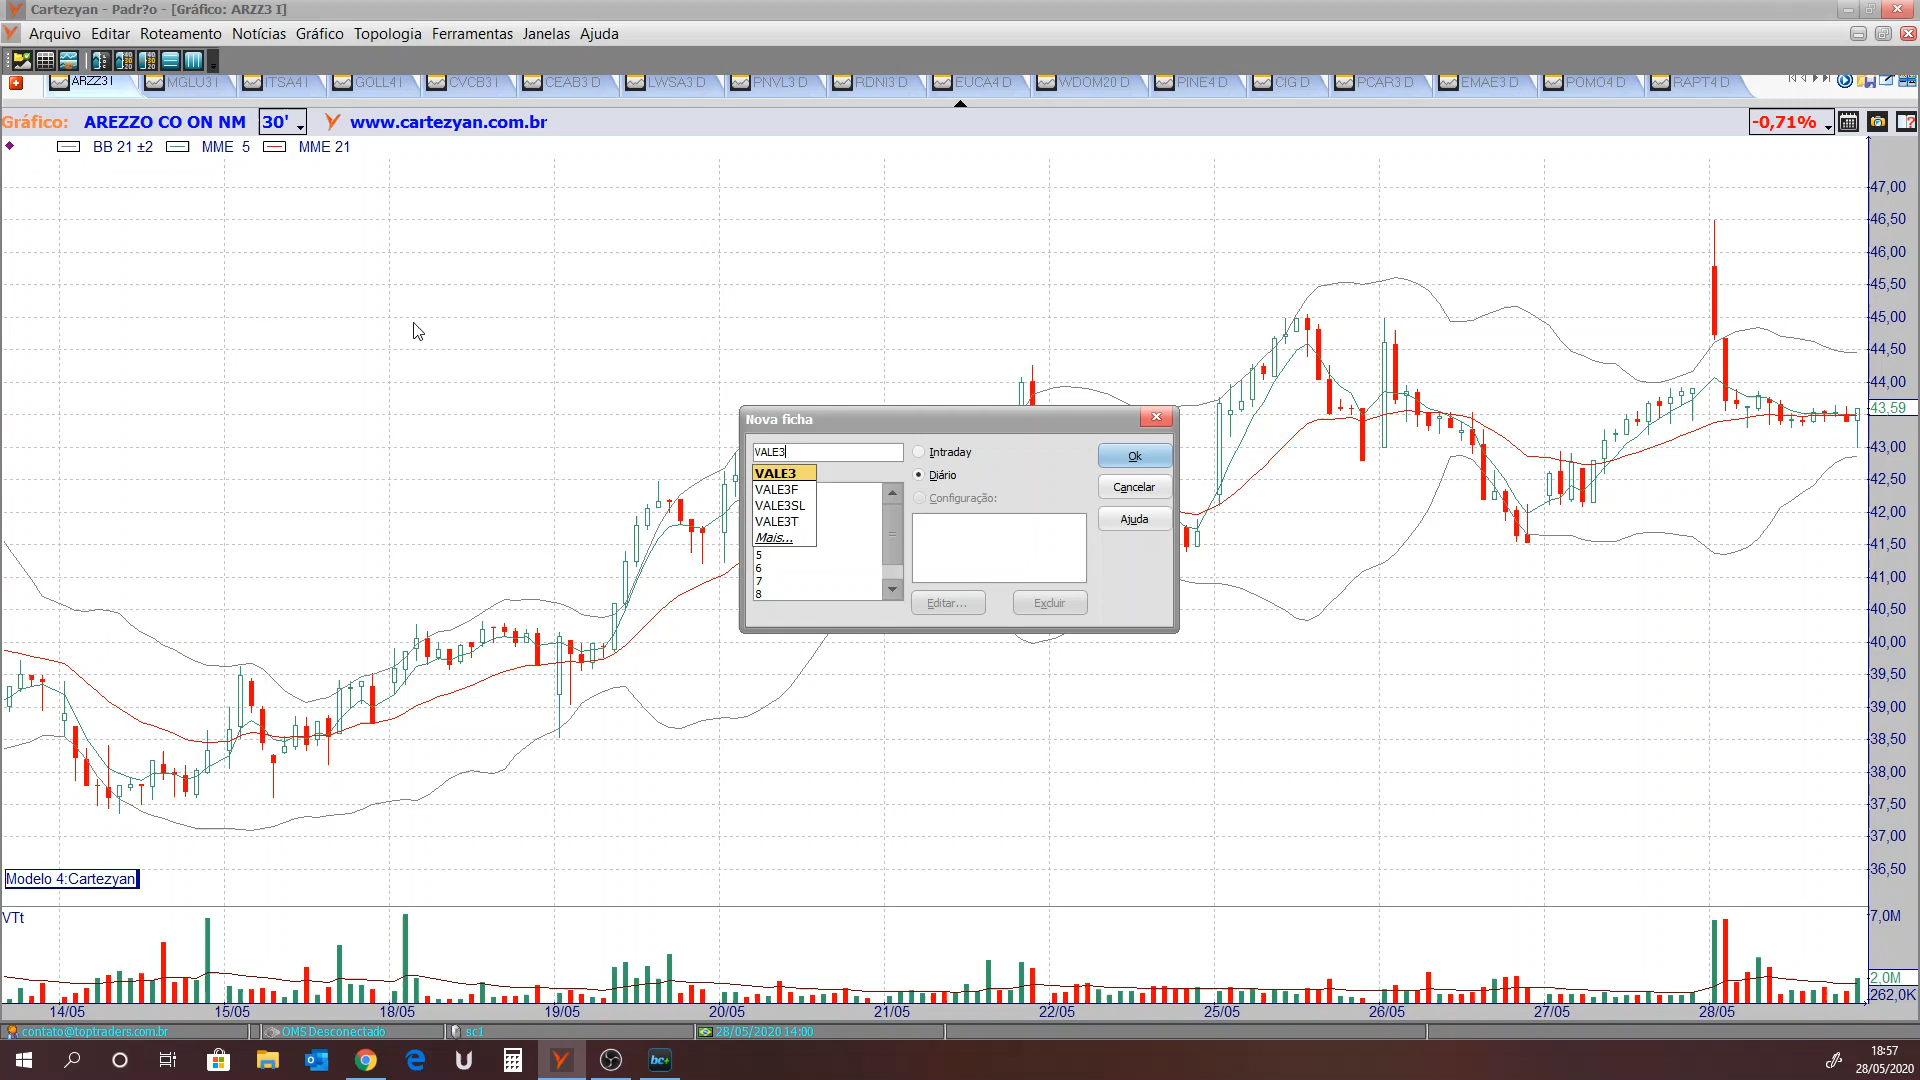 Cartezyan - Padr?o - [Gráfico: ARZZ3 I]
Arquivo Editar Roteamento Notícias Gráfico Topologia Ferramentas Janelas Ajuda
ARZZ3 I MGLU3 I ITSA4 I GOLL4 I CVCB3 I CEAB3 D LWSA3 D PNVL3 D RDNI3 D EUCA4 D WDOM20 D PINE4 D CIG D PCAR3 D EMAE3 D POMO4 D RAPT4 D
Gráfico: AREZZO CO ON NM 30' www.cartezyan.com.br -0,71%
BB 21 ±2 MME 5 MME 21
47,00
46,50
46,00
45,50
45,00
44,50
44,00
43,59
43,00
42,50
42,00
41,50
41,00
40,50
40,00
39,50
39,00
38,50
38,00
37,50
37,00
36,50
Nova ficha
VALE3
VALE3
VALE3F
VALE3SL
VALE3T
Mais...
5
6
7
8
Intraday
Diário
Configuração:
Editar...
Excluir
Ok
Cancelar
Ajuda
Modelo 4:Cartezyan
VTt
7,0M
2,0M
262,0K
14/05 15/05 18/05 19/05 20/05 21/05 22/05 25/05 26/05 27/05 28/05
contato@toptraders.com.br OMS Desconectado sc1 28/05/2020 14:00
bc+
18:57
28/05/2020